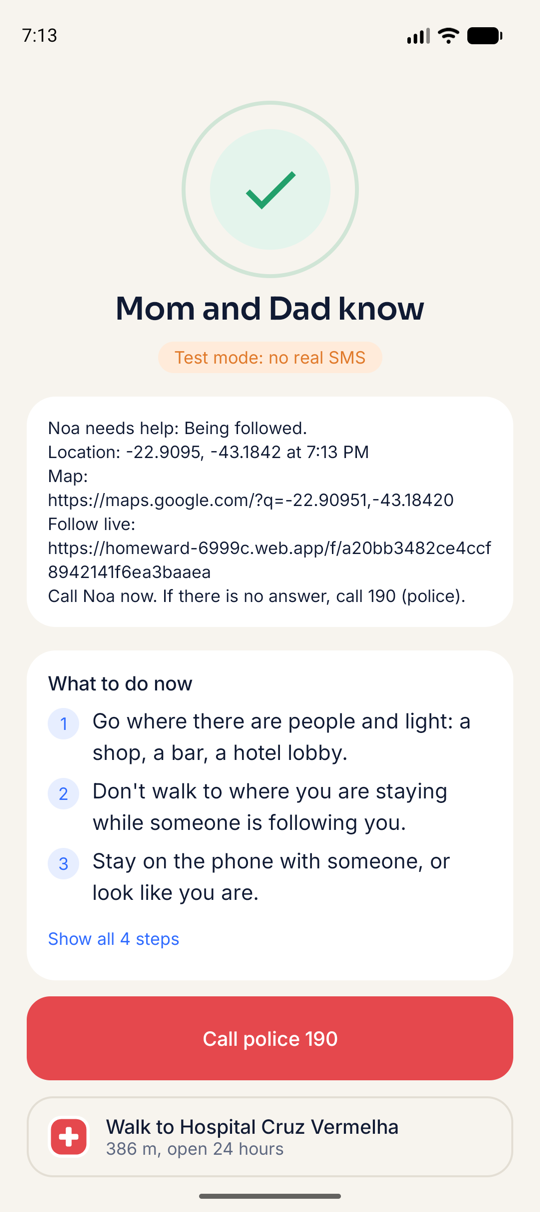 7:13
Mom and Dad know
Test mode: no real SMS
Noa needs help: Being followed.
Location: -22.9095, -43.1842 at 7:13 PM
Map:
https://maps.google.com/?q=-22.90951,-43.18420
Follow live:
https://homeward-6999c.web.app/f/a20bb3482ce4ccf
8942141f6ea3baaea
Call Noa now. If there is no answer, call 190 (police).
What to do now
1 Go where there are people and light: a
shop, a bar, a hotel lobby.
2 Don't walk to where you are staying
while someone is following you.
3 Stay on the phone with someone, or
look like you are.
Show all 4 steps
Call police 190
Walk to Hospital Cruz Vermelha
386 m, open 24 hours